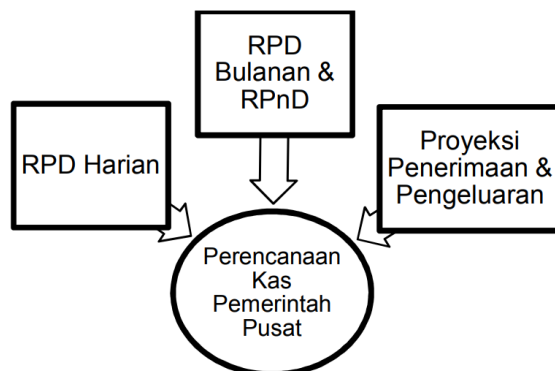 RPD
Bulanan &
RPnD
RPD Harian
Proyeksi
Penerimaan &
Pengeluaran
Perencanaan
Kas
Pemerintah
Pusat